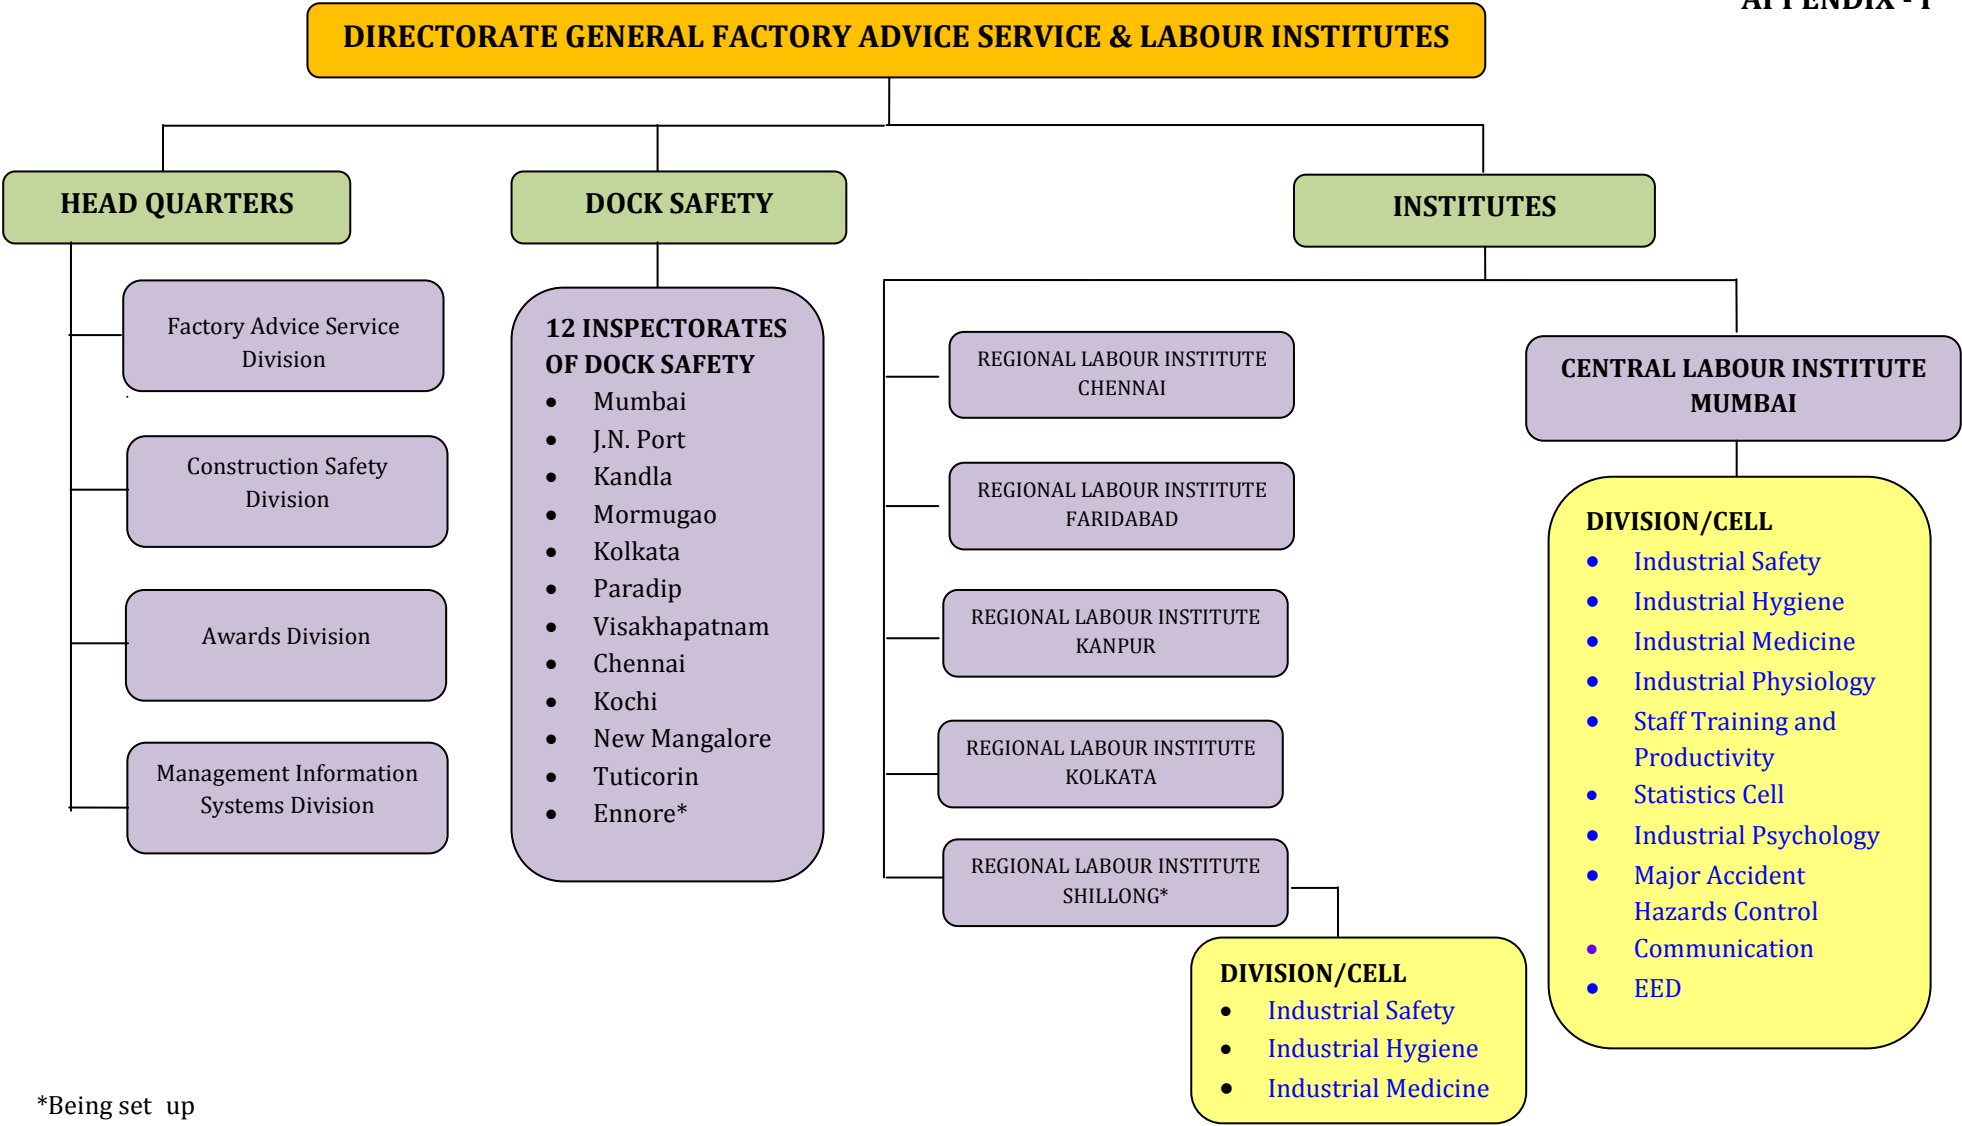 APPENDIX - I
DIRECTORATE GENERAL FACTORY ADVICE SERVICE & LABOUR INSTITUTES
HEAD QUARTERS
Factory Advice Service
Division
Construction Safety
Division
Awards Division
Management Information
Systems Division
DOCK SAFETY
12 INSPECTORATES
OF DOCK SAFETY
• Mumbai
• J.N. Port
• Kandla
• Mormugao
• Kolkata
• Paradip
• Visakhapatnam
• Chennai
• Kochi
• New Mangalore
• Tuticorin
• Ennore*
INSTITUTES
REGIONAL LABOUR INSTITUTE
CHENNAI
REGIONAL LABOUR INSTITUTE
FARIDABAD
REGIONAL LABOUR INSTITUTE
KANPUR
REGIONAL LABOUR INSTITUTE
KOLKATA
REGIONAL LABOUR INSTITUTE
SHILLONG*
DIVISION/CELL
• Industrial Safety
• Industrial Hygiene
• Industrial Medicine
CENTRAL LABOUR INSTITUTE
MUMBAI
DIVISION/CELL
• Industrial Safety
• Industrial Hygiene
• Industrial Medicine
• Industrial Physiology
• Staff Training and
Productivity
• Statistics Cell
• Industrial Psychology
• Major Accident
Hazards Control
• Communication
• EED
*Being set up